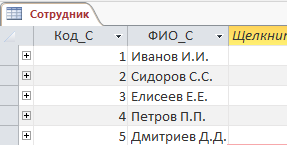 Сотрудник
Код_С ФИО_С Щелкнит
1 Иванов И.И.
2 Сидоров С.С.
3 Елисеев Е.Е.
4 Петров П.П.
5 Дмитриев Д.Д.